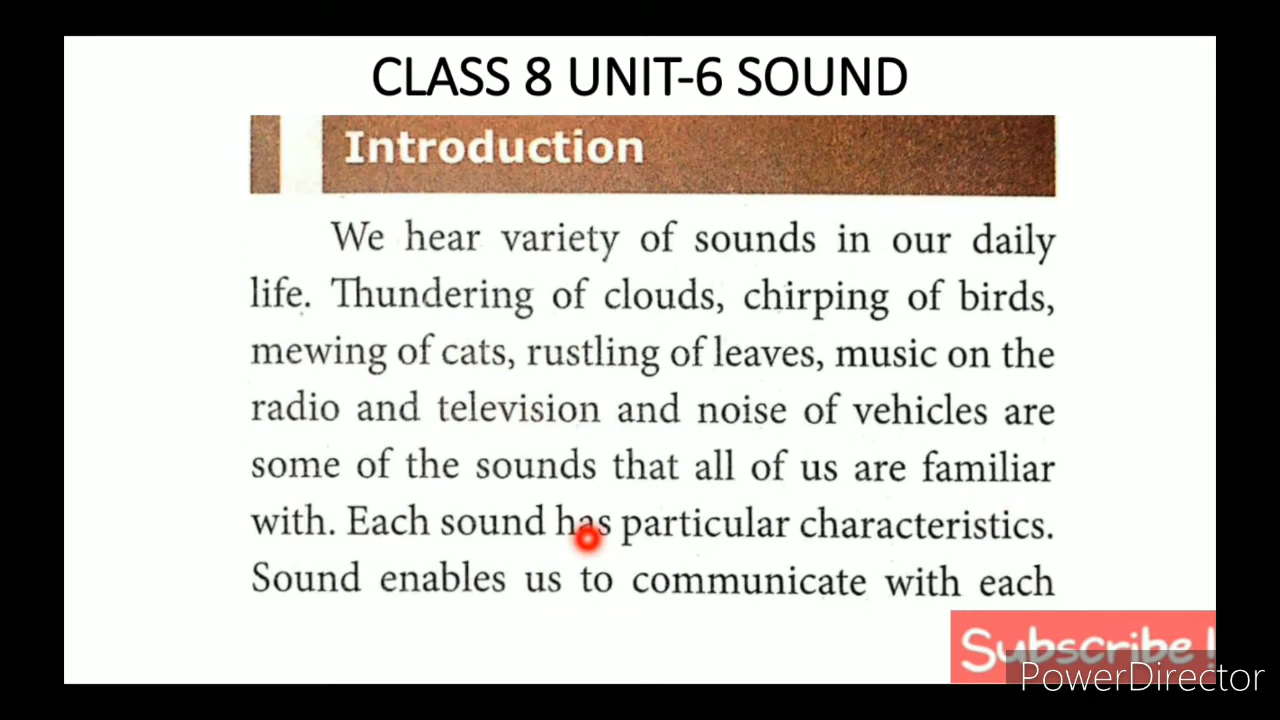 CLASS 8 UNIT-6 SOUND
Introduction
We hear variety of sounds in our daily
life. Thundering of clouds, chirping of birds,
mewing of cats, rustling of leaves, music on the
radio and television and noise of vehicles are
some of the sounds that all of us are familiar
with. Each sound has particular characteristics.
Sound enables us to communicate with each
Subscribe !
PowerDirector